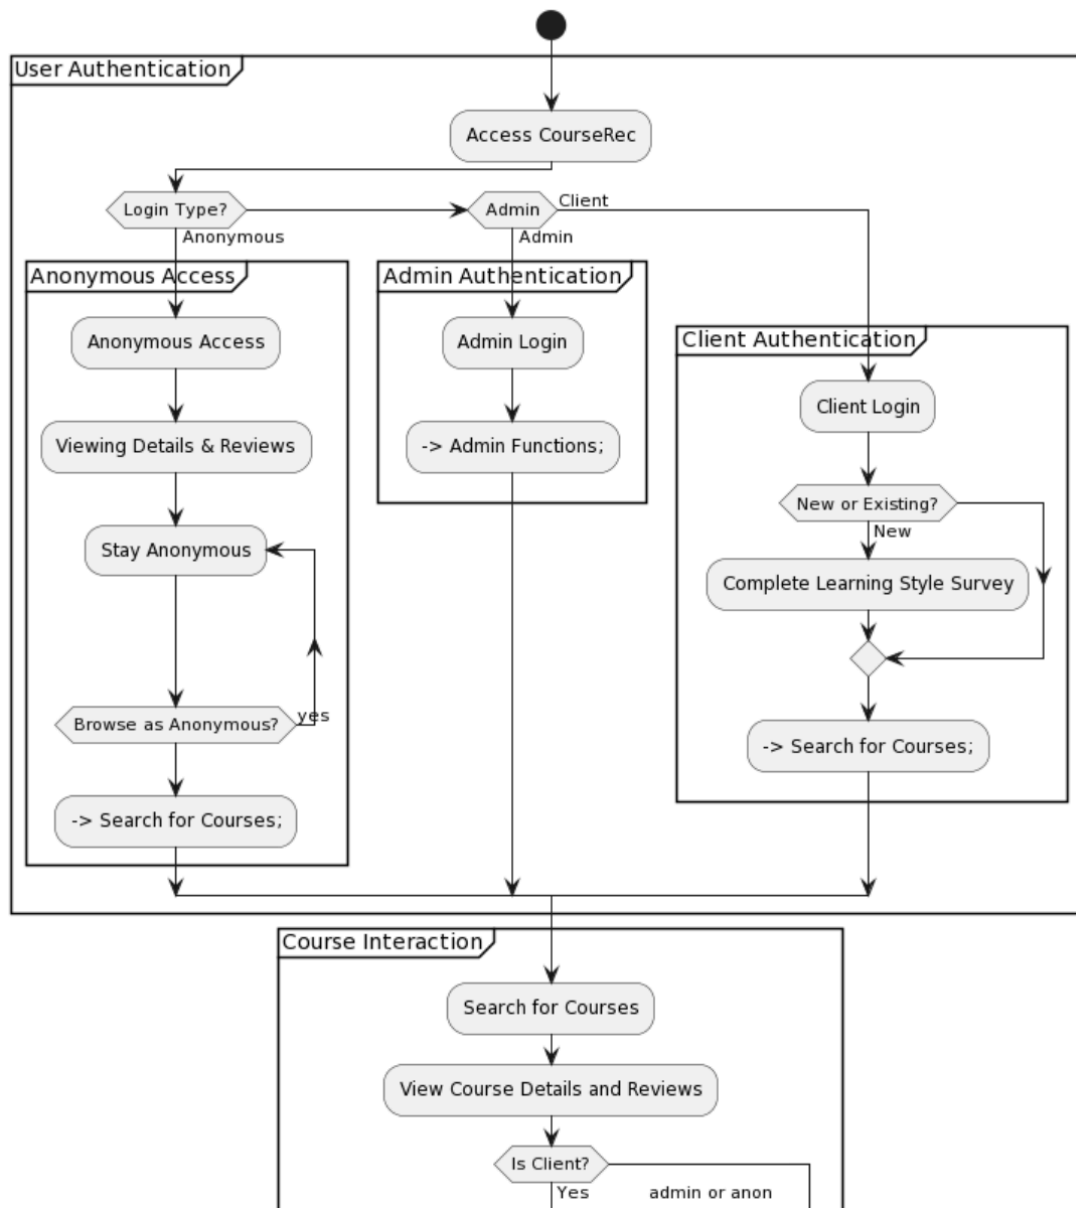 User Authentication
Access CourseRec
Login Type?
Admin
Client
Anonymous
Admin
Anonymous Access
Admin Authentication
Client Authentication
Anonymous Access
Admin Login
Client Login
Viewing Details & Reviews
-> Admin Functions;
New or Existing?
New
Stay Anonymous
Complete Learning Style Survey
Browse as Anonymous?
yes
-> Search for Courses;
-> Search for Courses;
Course Interaction
Search for Courses
View Course Details and Reviews
Is Client?
Yes
admin or anon